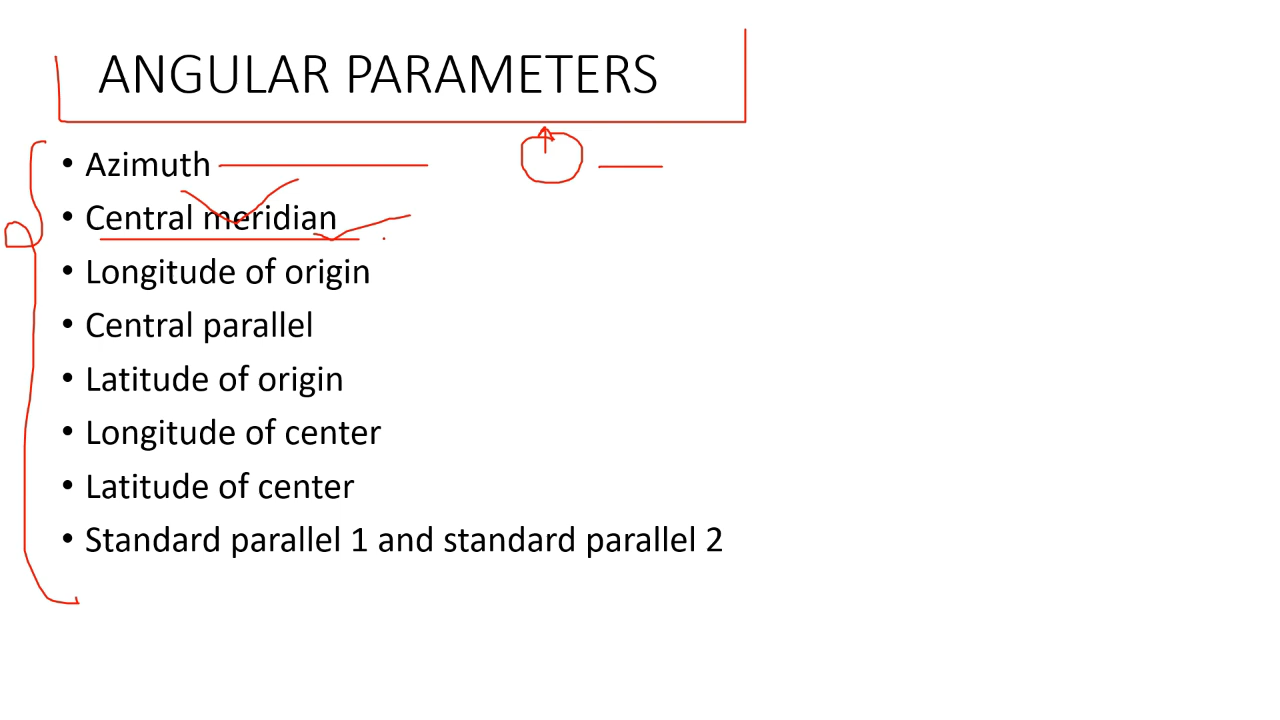 ANGULAR PARAMETERS
• Azimuth
• Central meridian
• Longitude of origin
• Central parallel
• Latitude of origin
• Longitude of center
• Latitude of center
• Standard parallel 1 and standard parallel 2